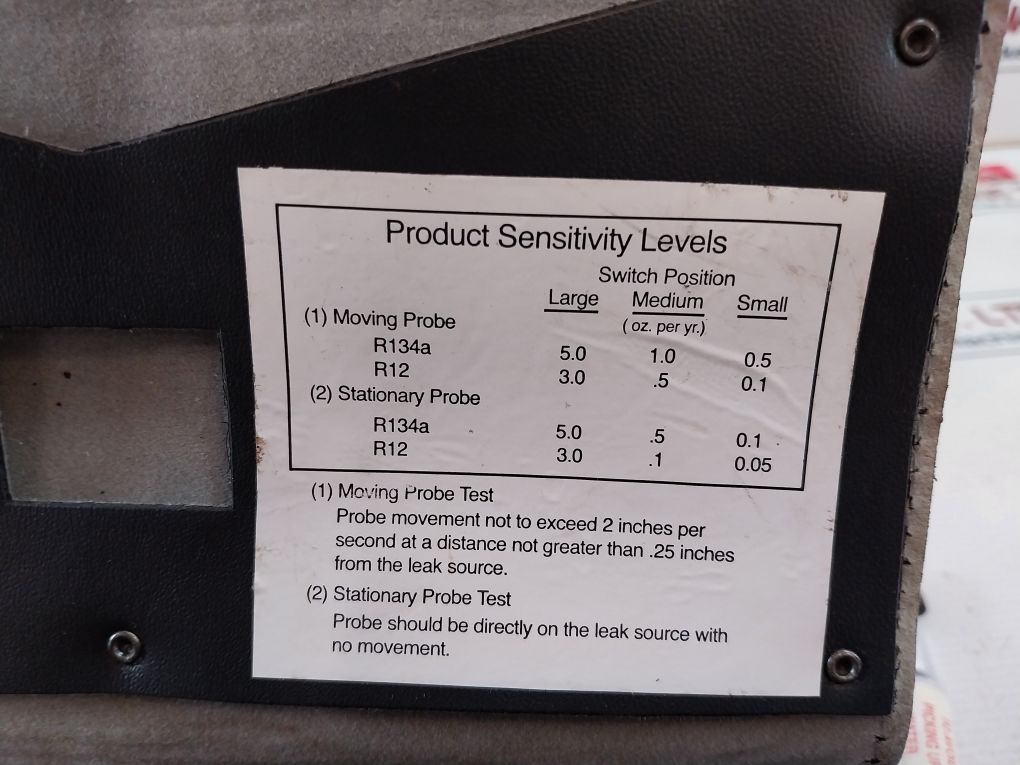 Product Sensitivity Levels
Switch Position
Large Medium Small
( oz. per yr.)
(1) Moving Probe
R134a 5.0 1.0 0.5
R12 3.0 .5 0.1
(2) Stationary Probe
R134a 5.0 .5 0.1
R12 3.0 .1 0.05
(1) Moving Probe Test
Probe movement not to exceed 2 inches per
second at a distance not greater than .25 inches
from the leak source.
(2) Stationary Probe Test
Probe should be directly on the leak source with
no movement.